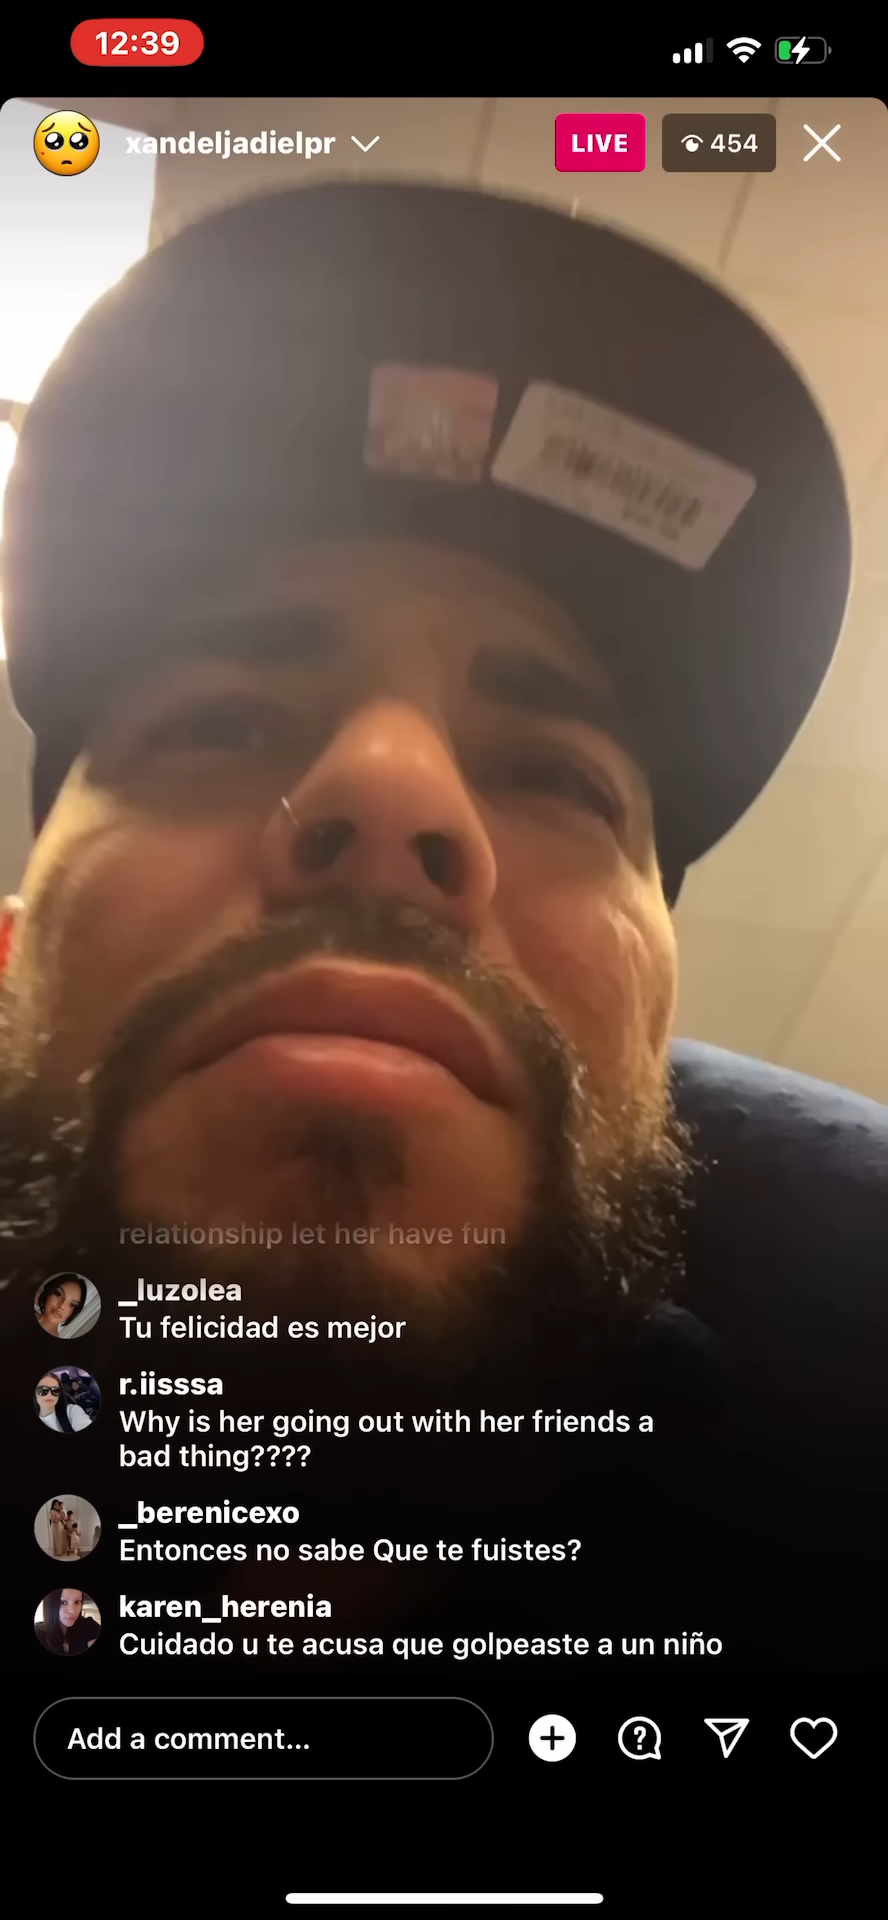 12:39
xandeljadielpr
LIVE
454
relationship let her have fun
_luzolea
Tu felicidad es mejor
r.iisssa
Why is her going out with her friends a
bad thing????
_berenicexo
Entonces no sabe Que te fuistes?
karen_herenia
Cuidado u te acusa que golpeaste a un niño
Add a comment...